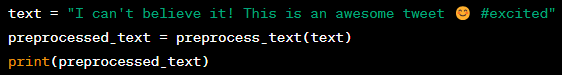 text = "I can't believe it! This is an awesome tweet 😊 #excited"
preprocessed_text = preprocess_text(text)
print(preprocessed_text)